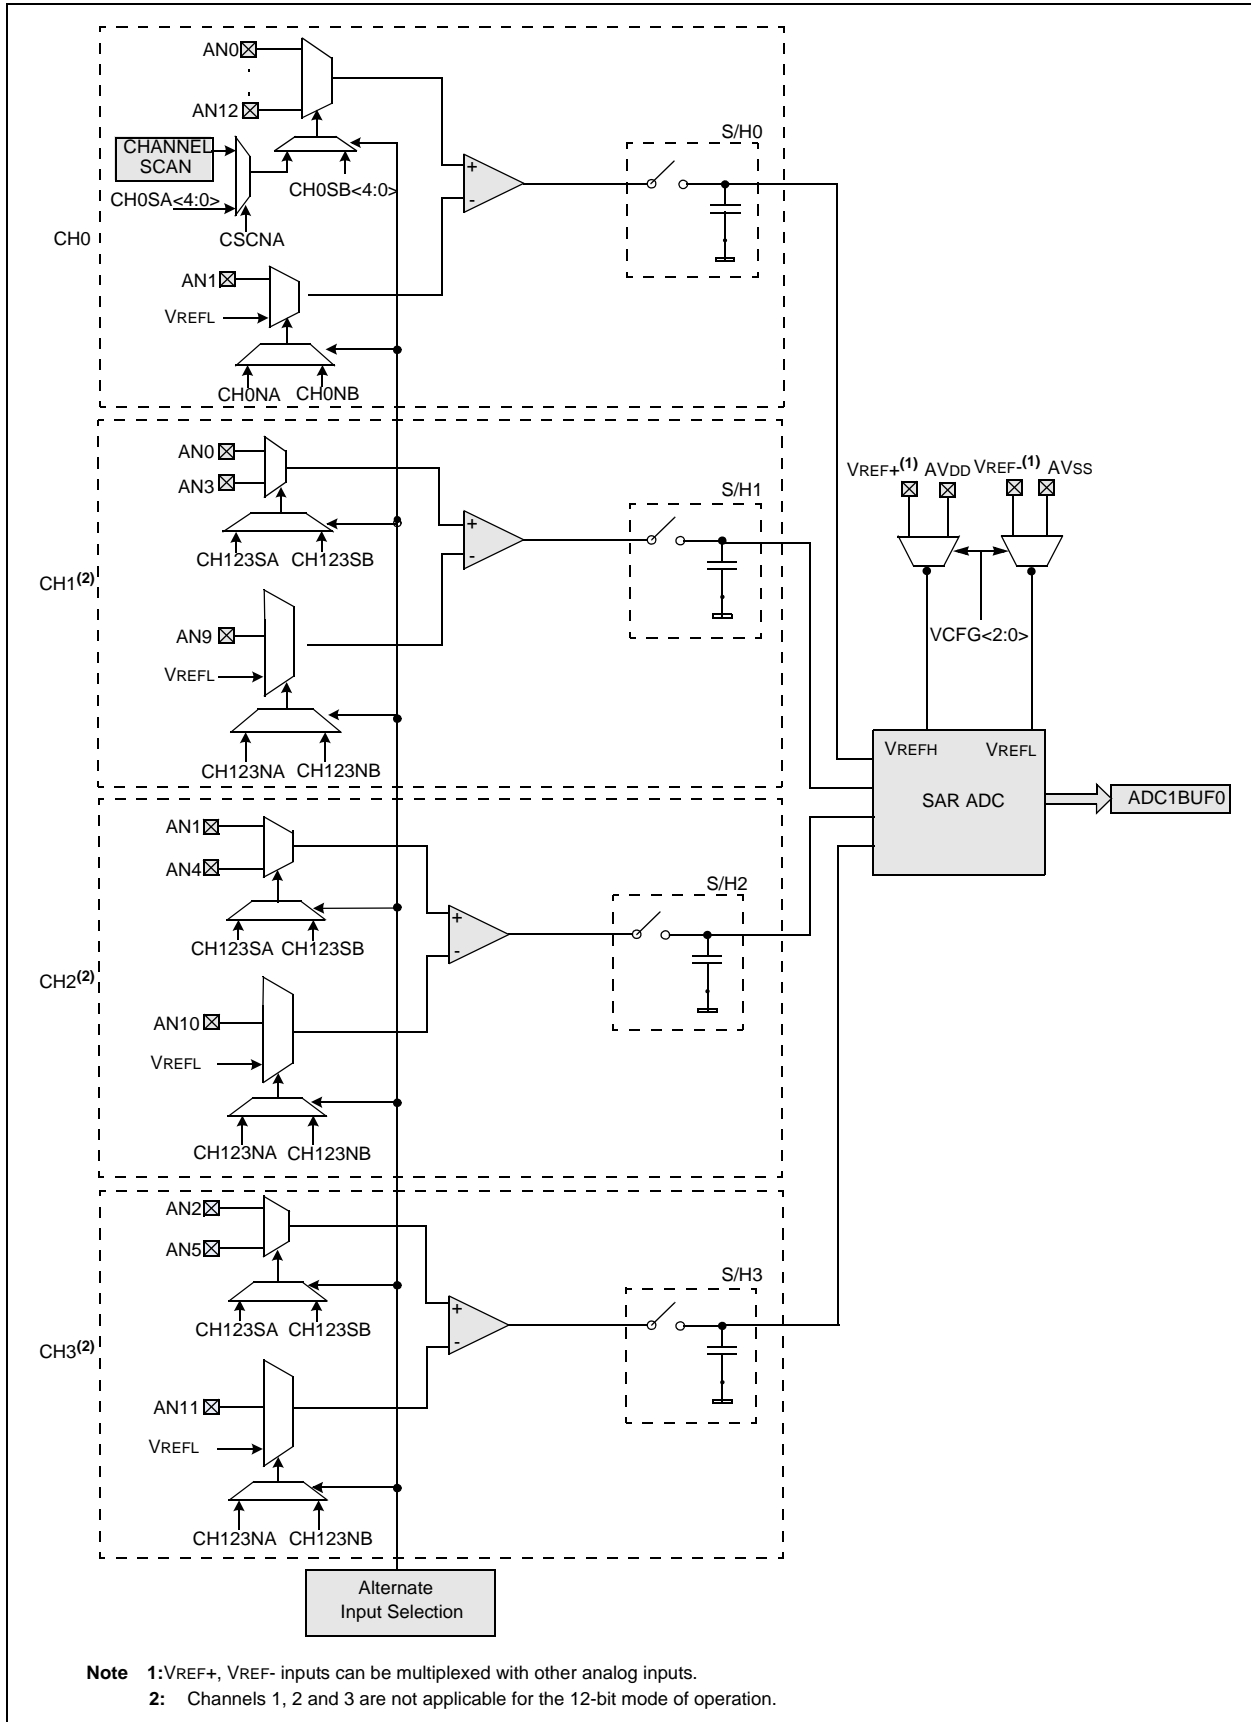 AN0
AN12
CHANNEL
SCAN
CH0SA<4:0>
CH0SB<4:0>
CSCNA
+
-
S/H0
CH0
AN1
VREFL
CH0NA
CH0NB
AN0
AN3
CH123SA
CH123SB
+
-
S/H1
CH1(2)
AN9
VREFL
CH123NA
CH123NB
VREF+(1)
AVDD
VREF-(1)
AVSS
VCFG<2:0>
VREFH
VREFL
SAR ADC
ADC1BUF0
AN1
AN4
CH123SA
CH123SB
+
-
S/H2
CH2(2)
AN10
VREFL
CH123NA
CH123NB
AN2
AN5
CH123SA
CH123SB
+
-
S/H3
CH3(2)
AN11
VREFL
CH123NA
CH123NB
Alternate
Input Selection
Note 1:VREF+, VREF- inputs can be multiplexed with other analog inputs.
2: Channels 1, 2 and 3 are not applicable for the 12-bit mode of operation.